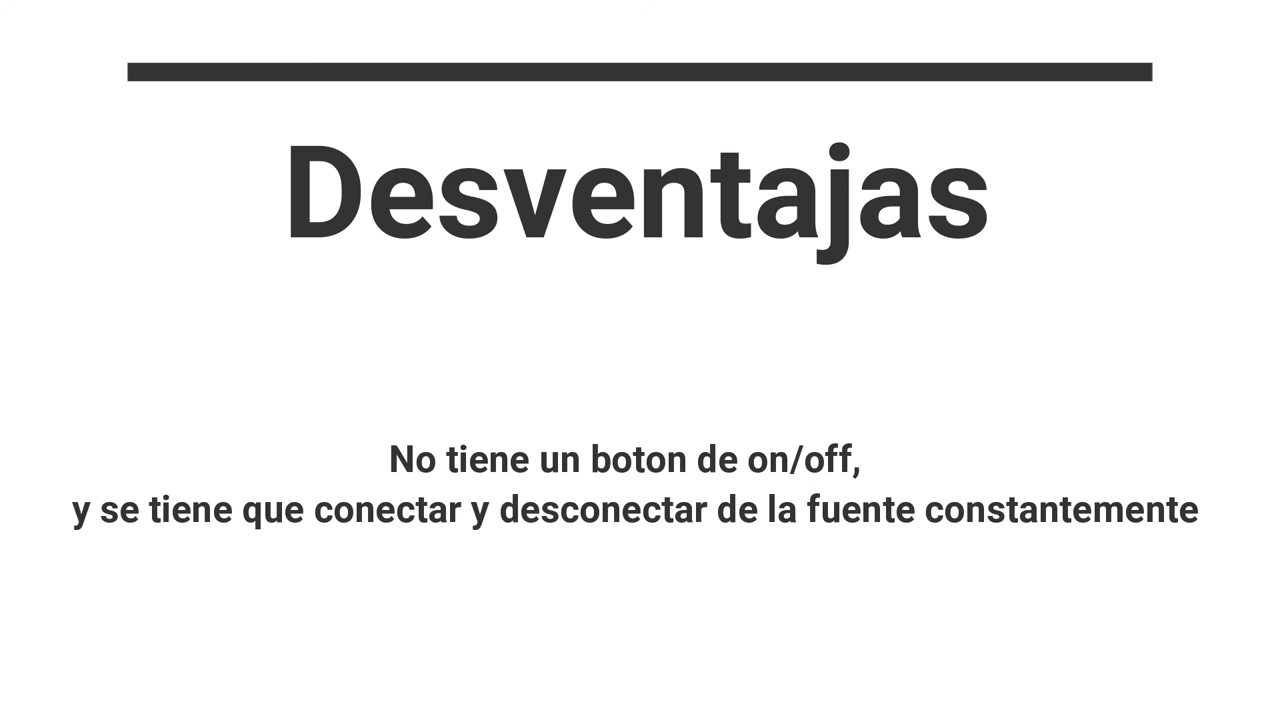 Desventajas
No tiene un boton de on/off,
y se tiene que conectar y desconectar de la fuente constantemente